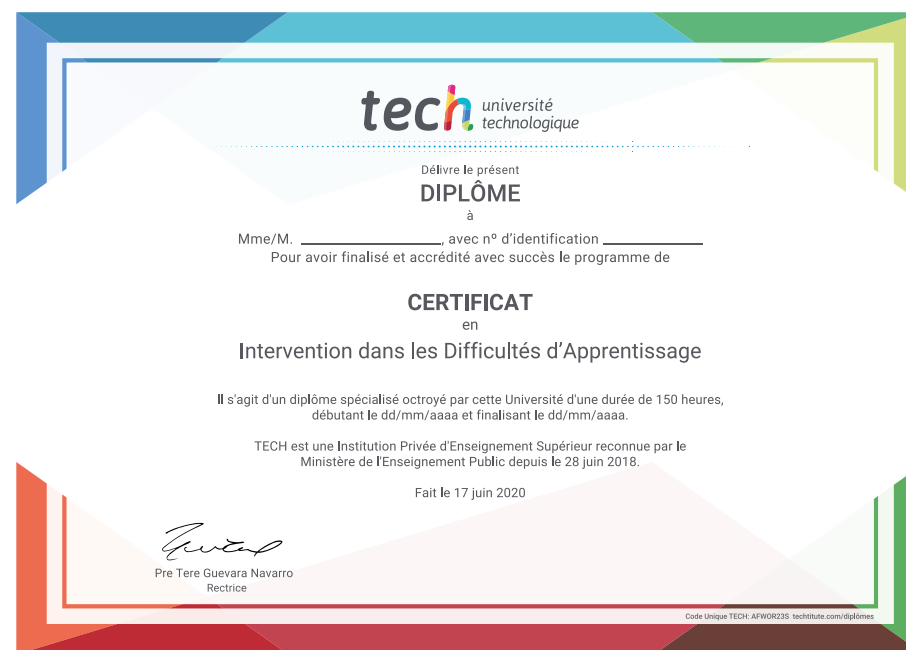 tech université
technologique
Délivre le présent
DIPLÔME
à
Mme/M. ____________________, avec nº d'identification ______________
Pour avoir finalisé et accrédité avec succès le programme de
CERTIFICAT
en
Intervention dans les Difficultés d'Apprentissage
Il s'agit d'un diplôme spécialisé octroyé par cette Université d'une durée de 150 heures,
débutant le dd/mm/aaaa et finalisant le dd/mm/aaaa.
TECH est une Institution Privée d'Enseignement Supérieur reconnue par le
Ministère de l'Enseignement Public depuis le 28 juin 2018.
Fait le 17 juin 2020
Pre Tere Guevara Navarro
Rectrice
Code Unique TECH: AFWOR23S techtitute.com/diplômes